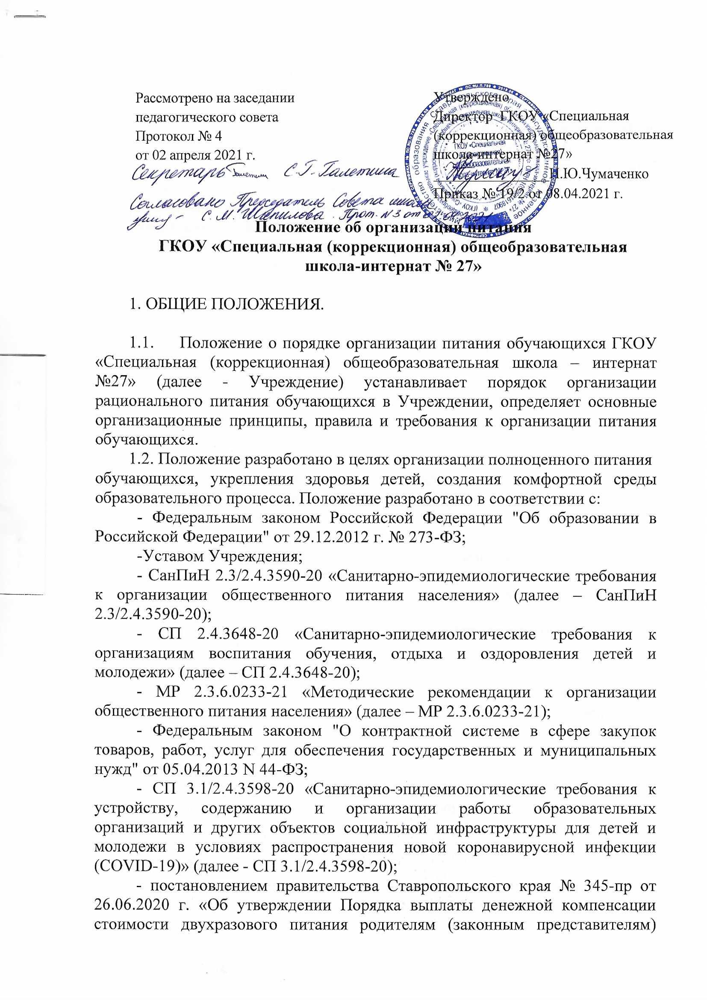 Рассмотрено на заседании
педагогического совета
Протокол № 4
от 02 апреля 2021 г.
Секретарь С.Г. Галетина
Согласовано Председатель Совета школы
С.М. Шипилова. Прот. N 3 от
Утверждено
Директор ГКОУ «Специальная
(коррекционная) общеобразовательная
школа-интернат №27»
Н.Ю.Чумаченко
Приказ № 19/2 от 08.04.2021 г.
ГКОУ «Специальная
(коррекционная)
общеобразовательная
школа-интернат № 27»
Положение об организации питания
ГКОУ «Специальная (коррекционная) общеобразовательная
школа-интернат № 27»
1. ОБЩИЕ ПОЛОЖЕНИЯ.
1.1. Положение о порядке организации питания обучающихся ГКОУ
«Специальная (коррекционная) общеобразовательная школа – интернат
№27» (далее - Учреждение) устанавливает порядок организации
рационального питания обучающихся в Учреждении, определяет основные
организационные принципы, правила и требования к организации питания
обучающихся.
1.2. Положение разработано в целях организации полноценного питания
обучающихся, укрепления здоровья детей, создания комфортной среды
образовательного процесса. Положение разработано в соответствии с:
- Федеральным законом Российской Федерации "Об образовании в
Российской Федерации" от 29.12.2012 г. № 273-ФЗ;
-Уставом Учреждения;
- СанПиН 2.3/2.4.3590-20 «Санитарно-эпидемиологические требования
к организации общественного питания населения» (далее – СанПиН
2.3/2.4.3590-20);
- СП 2.4.3648-20 «Санитарно-эпидемиологические требования к
организациям воспитания обучения, отдыха и оздоровления детей и
молодежи» (далее – СП 2.4.3648-20);
- МР 2.3.6.0233-21 «Методические рекомендации к организации
общественного питания населения» (далее – МР 2.3.6.0233-21);
- Федеральным законом "О контрактной системе в сфере закупок
товаров, работ, услуг для обеспечения государственных и муниципальных
нужд" от 05.04.2013 N 44-ФЗ;
- СП 3.1/2.4.3598-20 «Санитарно-эпидемиологические требования к
устройству, содержанию и организации работы образовательных
организаций и других объектов социальной инфраструктуры для детей и
молодежи в условиях распространения новой коронавирусной инфекции
(COVID-19)» (далее - СП 3.1/2.4.3598-20);
- постановлением правительства Ставропольского края № 345-пр от
26.06.2020 г. «Об утверждении Порядка выплаты денежной компенсации
стоимости двухразового питания родителям (законным представителям)